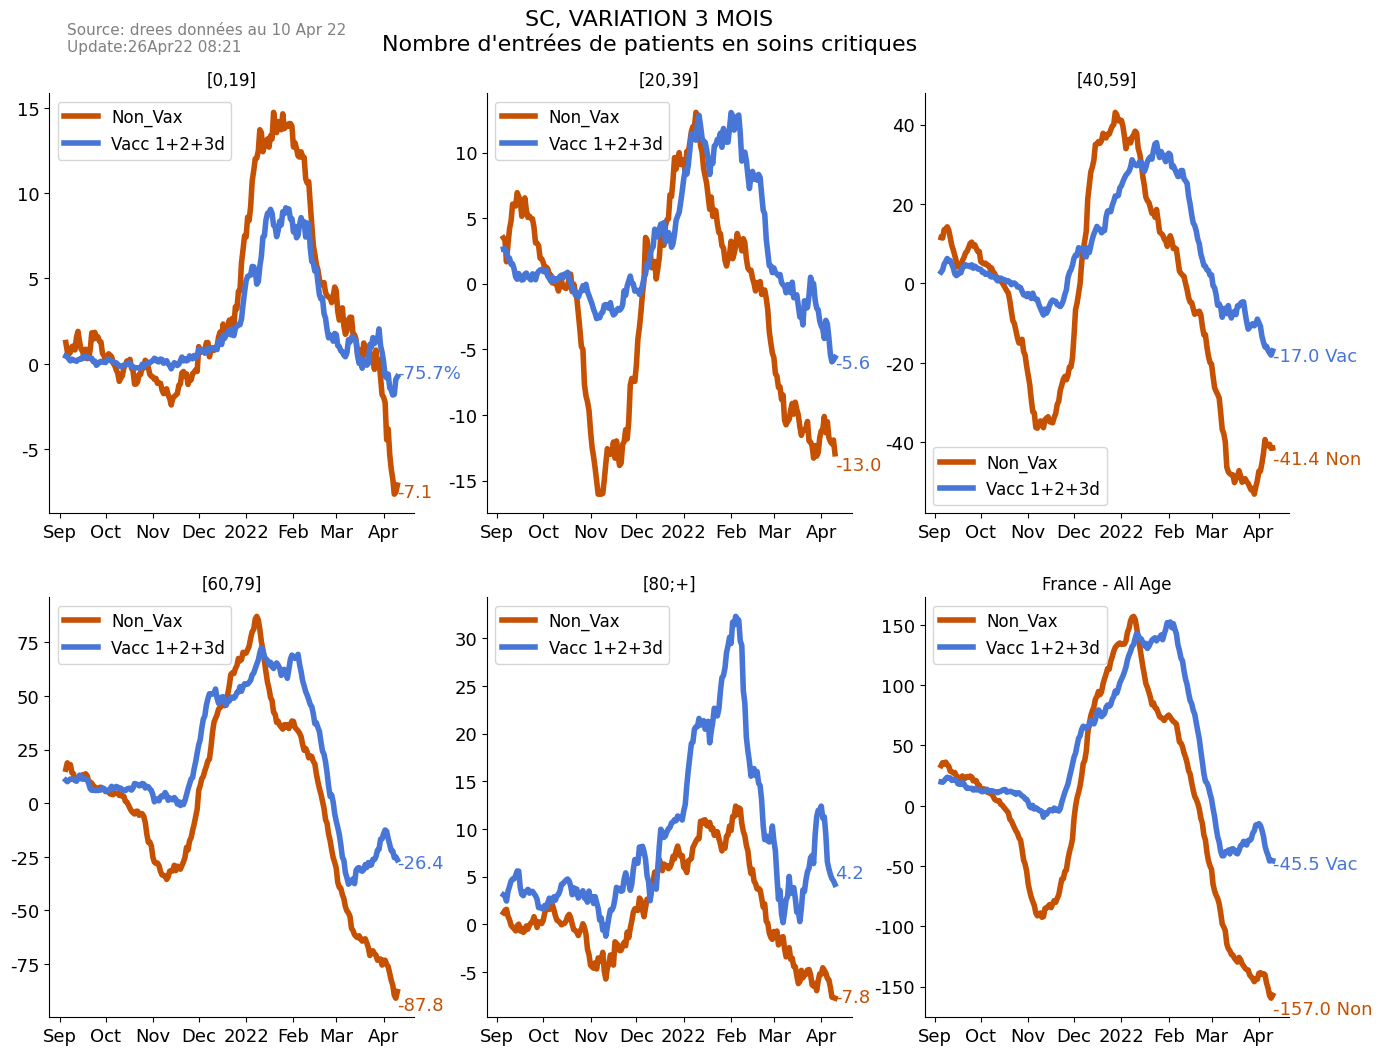 Source: drees données au 10 Apr 22
Update:26Apr22 08:21
SC, VARIATION 3 MOIS
Nombre d'entrées de patients en soins critiques
[0,19]
Non_Vax
Vacc 1+2+3d
15
10
5
0
-5
-75.7%
-7.1
Sep Oct Nov Dec 2022 Feb Mar Apr
[20,39]
Non_Vax
Vacc 1+2+3d
10
5
0
-5
-10
-15
-5.6
-13.0
Sep Oct Nov Dec 2022 Feb Mar Apr
[40,59]
40
20
0
-20
-40
-17.0 Vac
-41.4 Non
Non_Vax
Vacc 1+2+3d
Sep Oct Nov Dec 2022 Feb Mar Apr
[60,79]
Non_Vax
Vacc 1+2+3d
75
50
25
0
-25
-50
-75
-26.4
-87.8
Sep Oct Nov Dec 2022 Feb Mar Apr
[80;+]
Non_Vax
Vacc 1+2+3d
30
25
20
15
10
5
0
-5
4.2
-7.8
Sep Oct Nov Dec 2022 Feb Mar Apr
France - All Age
Non_Vax
Vacc 1+2+3d
150
100
50
0
-50
-100
-150
-45.5 Vac
-157.0 Non
Sep Oct Nov Dec 2022 Feb Mar Apr